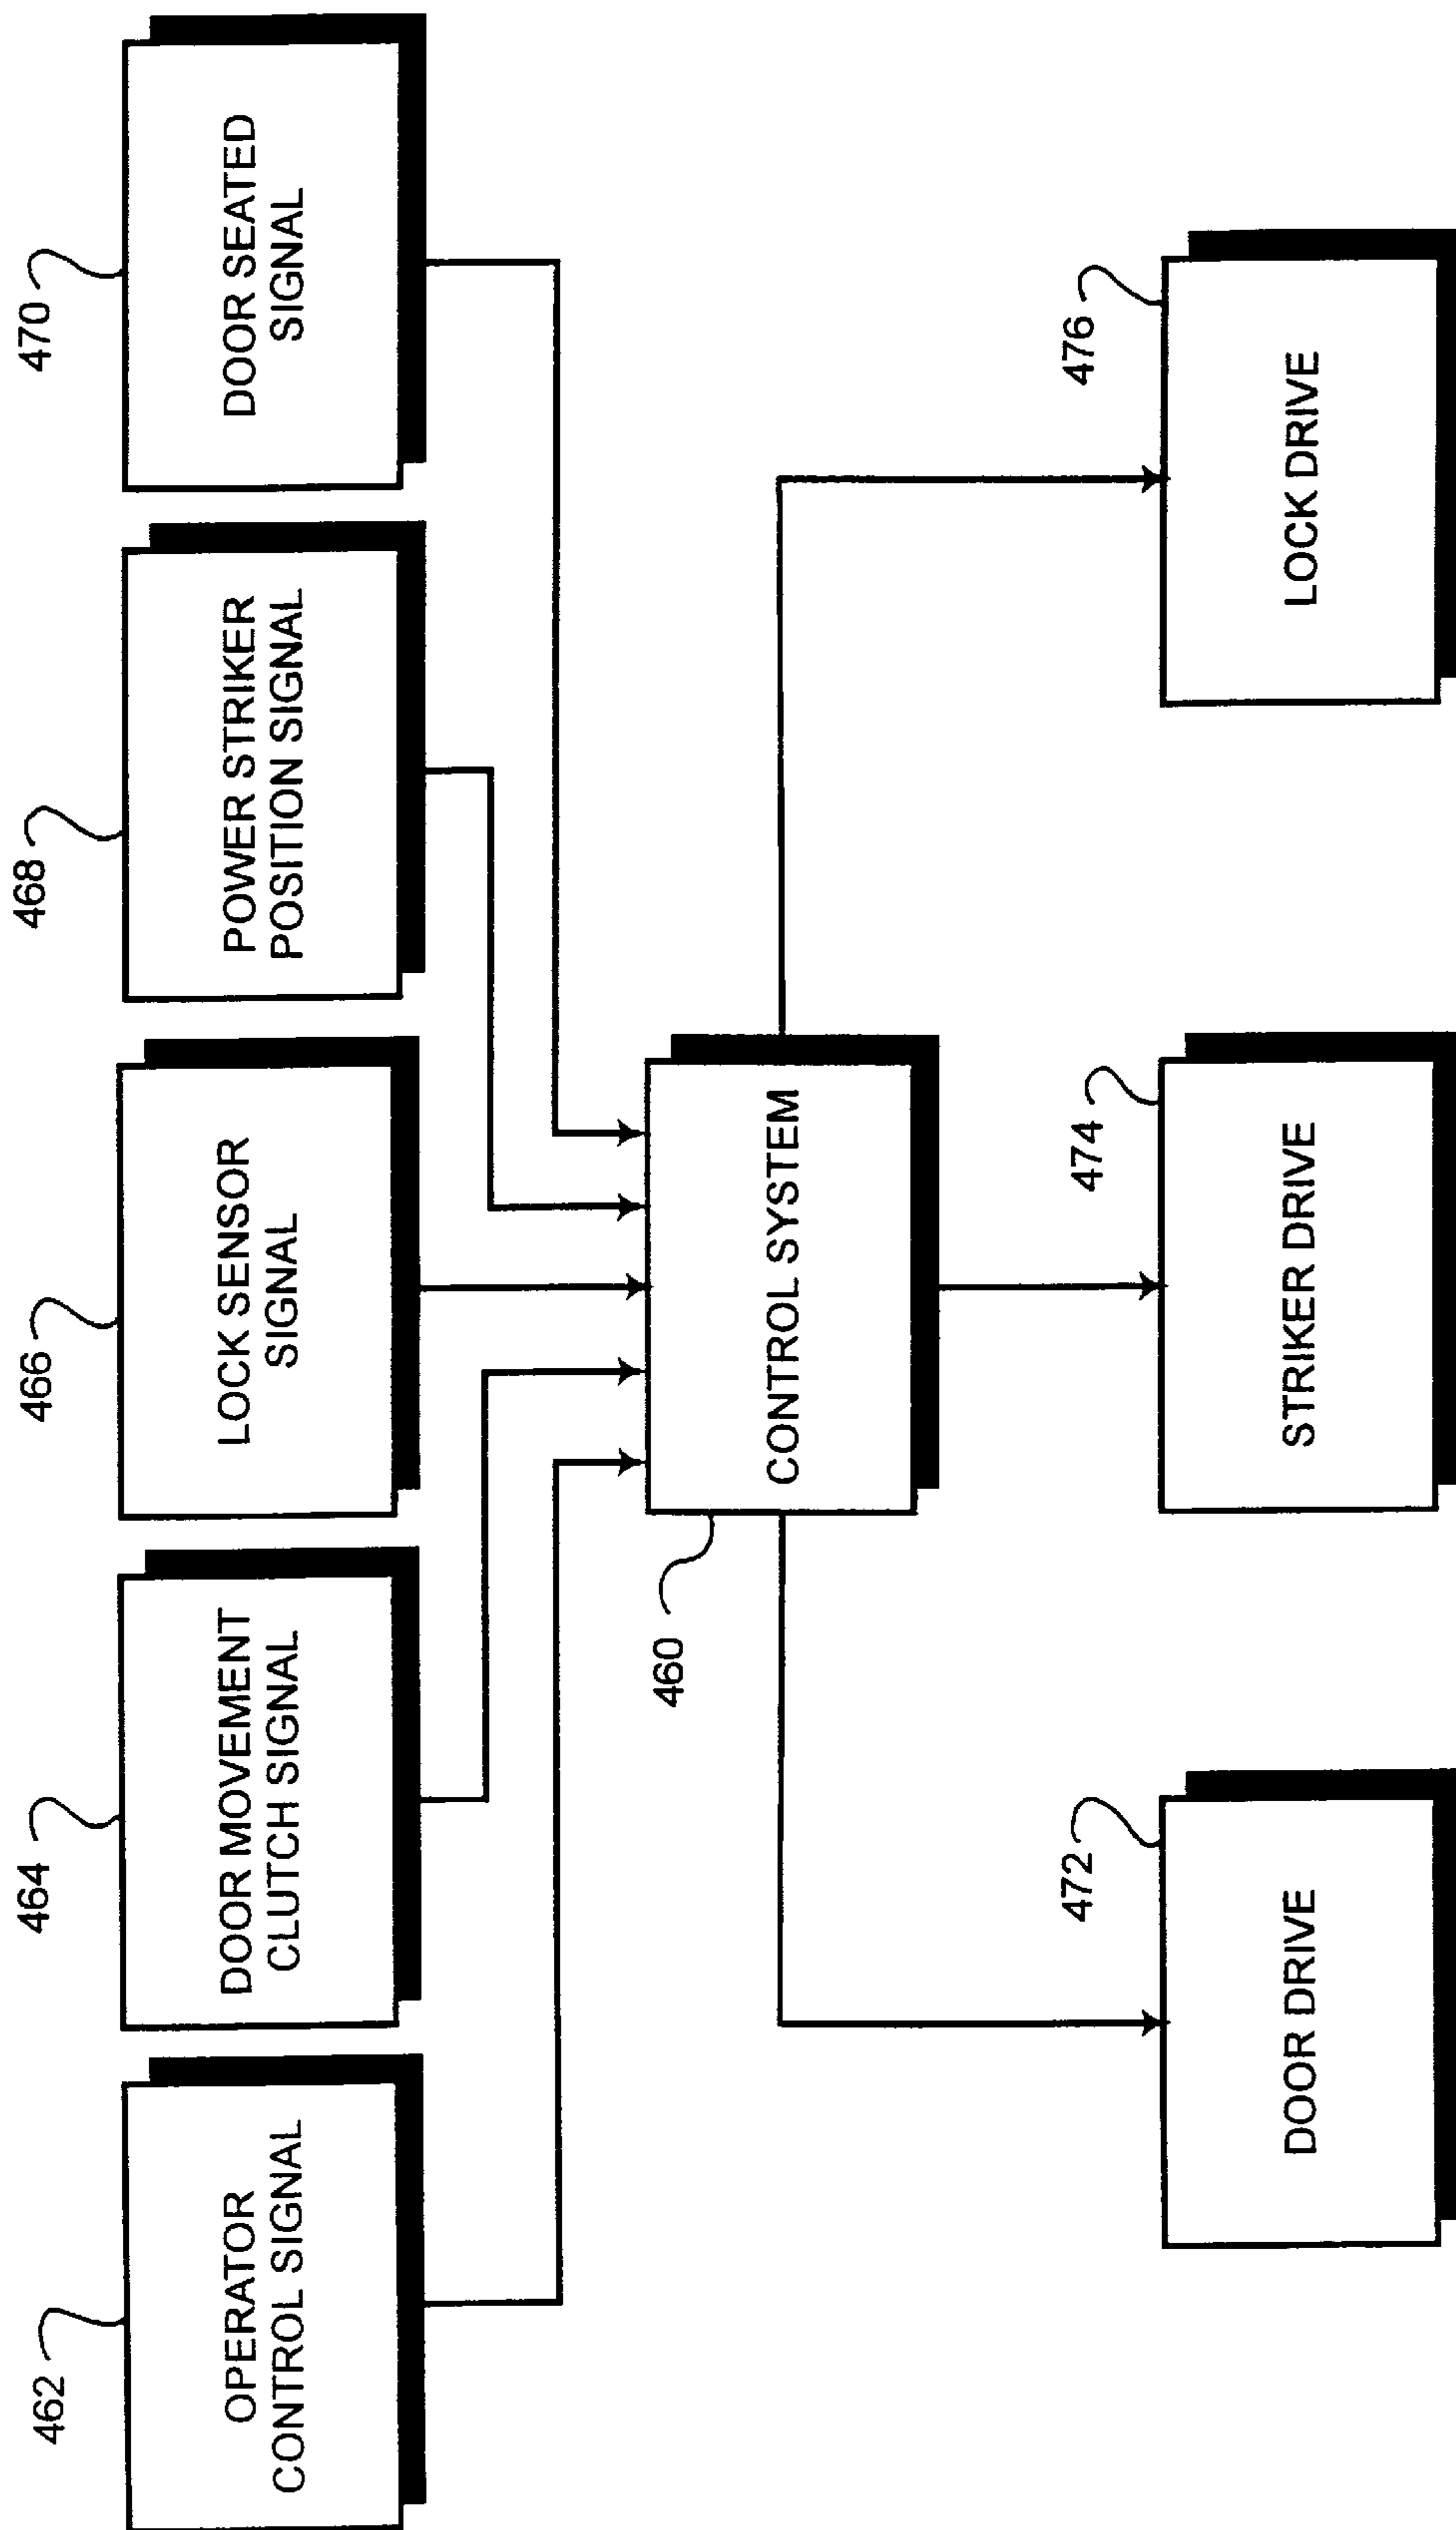 462
OPERATOR
CONTROL SIGNAL
464
DOOR MOVEMENT
CLUTCH SIGNAL
466
LOCK SENSOR
SIGNAL
468
POWER STRIKER
POSITION SIGNAL
470
DOOR SEATED
SIGNAL
460
CONTROL SYSTEM
472
DOOR DRIVE
474
STRIKER DRIVE
476
LOCK DRIVE